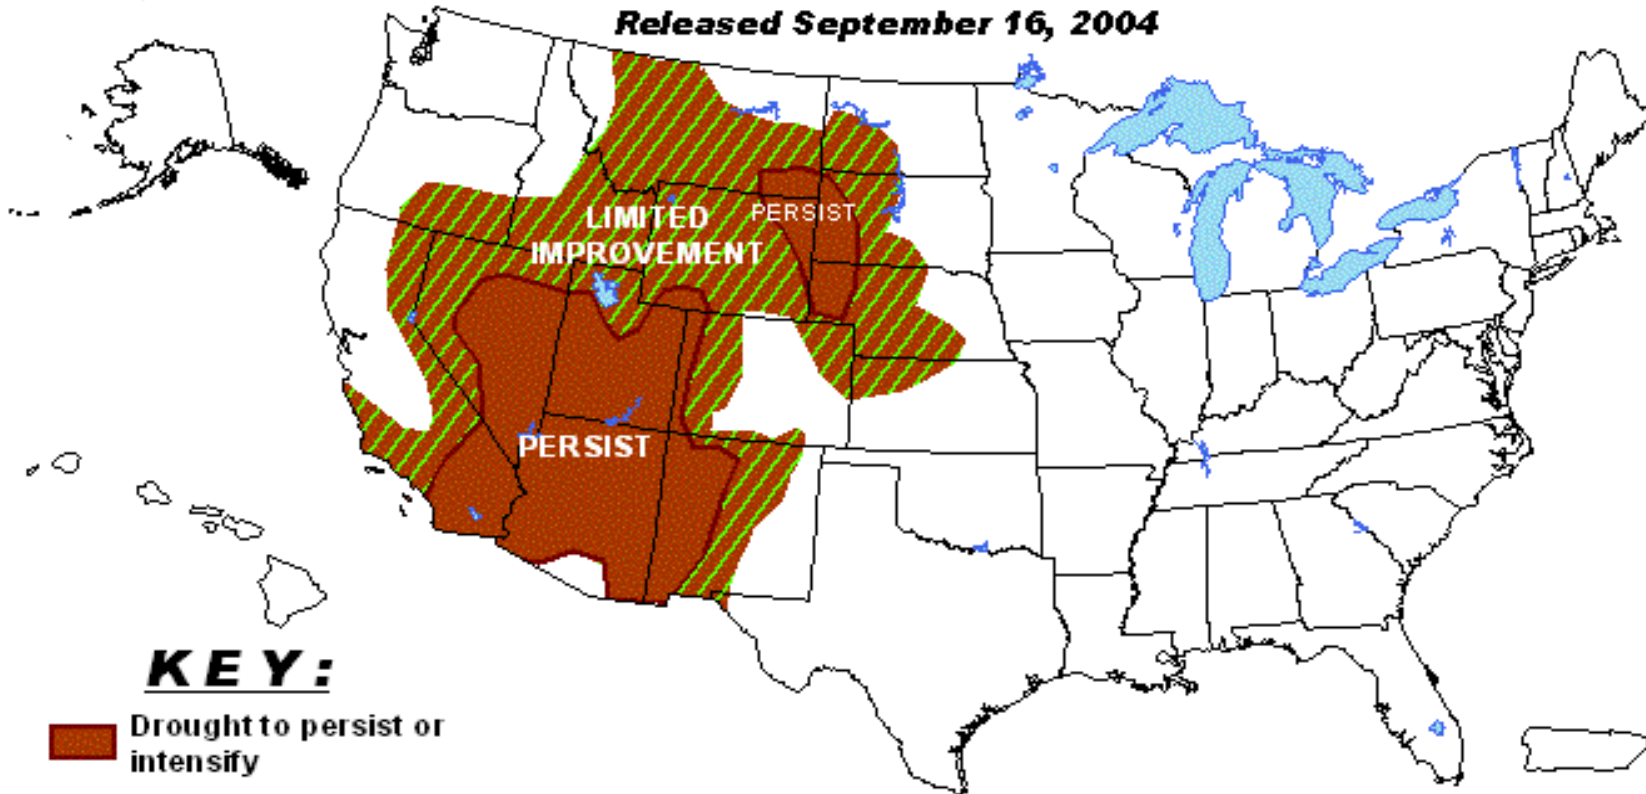 Released September 16, 2004
LIMITED
IMPROVEMENT
PERSIST
PERSIST
KEY:
Drought to persist or
intensify